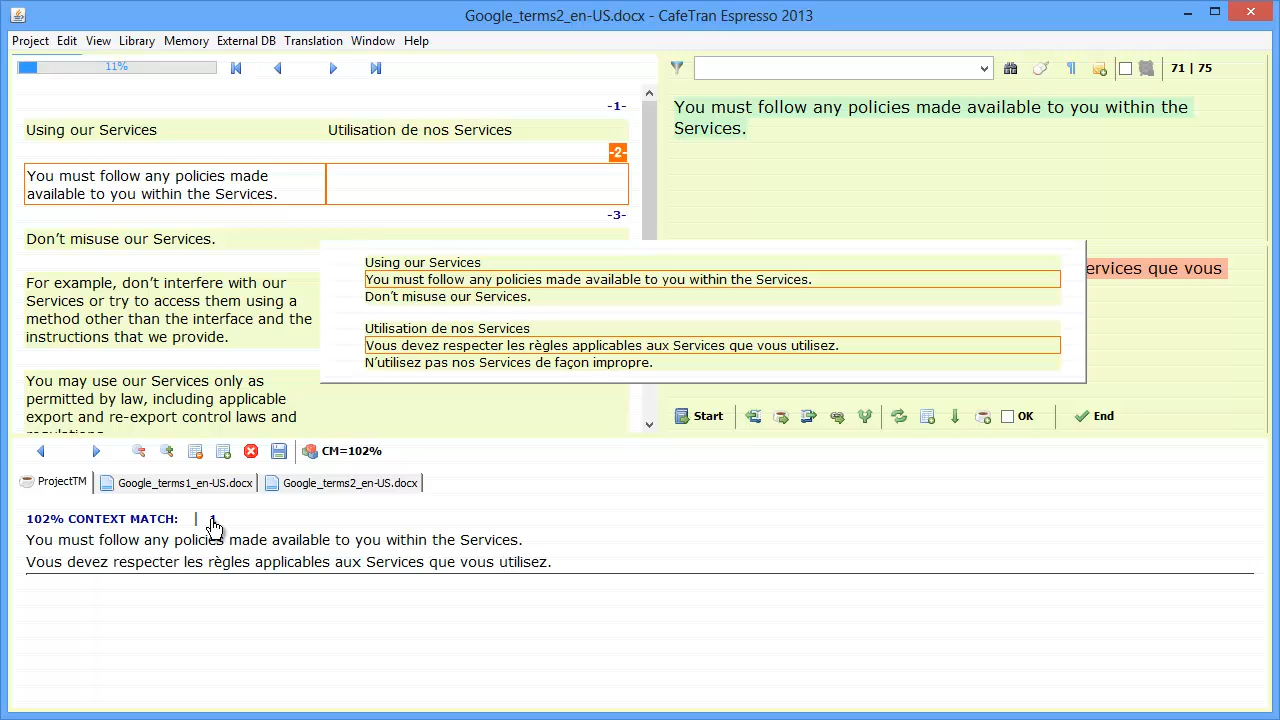 Google_terms2_en-US.docx - CafeTran Espresso 2013
Project Edit View Library Memory External DB Translation Window Help
11%
71 | 75
-1-
Using our Services Utilisation de nos Services
-2-
You must follow any policies made
available to you within the Services.
-3-
Don’t misuse our Services.
For example, don’t interfere with our
Services or try to access them using a
method other than the interface and the
instructions that we provide.
You may use our Services only as
permitted by law, including applicable
export and re-export control laws and
regulations.
You must follow any policies made available to you within the
Services.
ervices que vous
Using our Services
You must follow any policies made available to you within the Services.
Don’t misuse our Services.
Utilisation de nos Services
Vous devez respecter les règles applicables aux Services que vous utilisez.
N’utilisez pas nos Services de façon impropre.
Start OK End
CM=102%
ProjectTM Google_terms1_en-US.docx Google_terms2_en-US.docx
102% CONTEXT MATCH: | 1
You must follow any policies made available to you within the Services.
Vous devez respecter les règles applicables aux Services que vous utilisez.